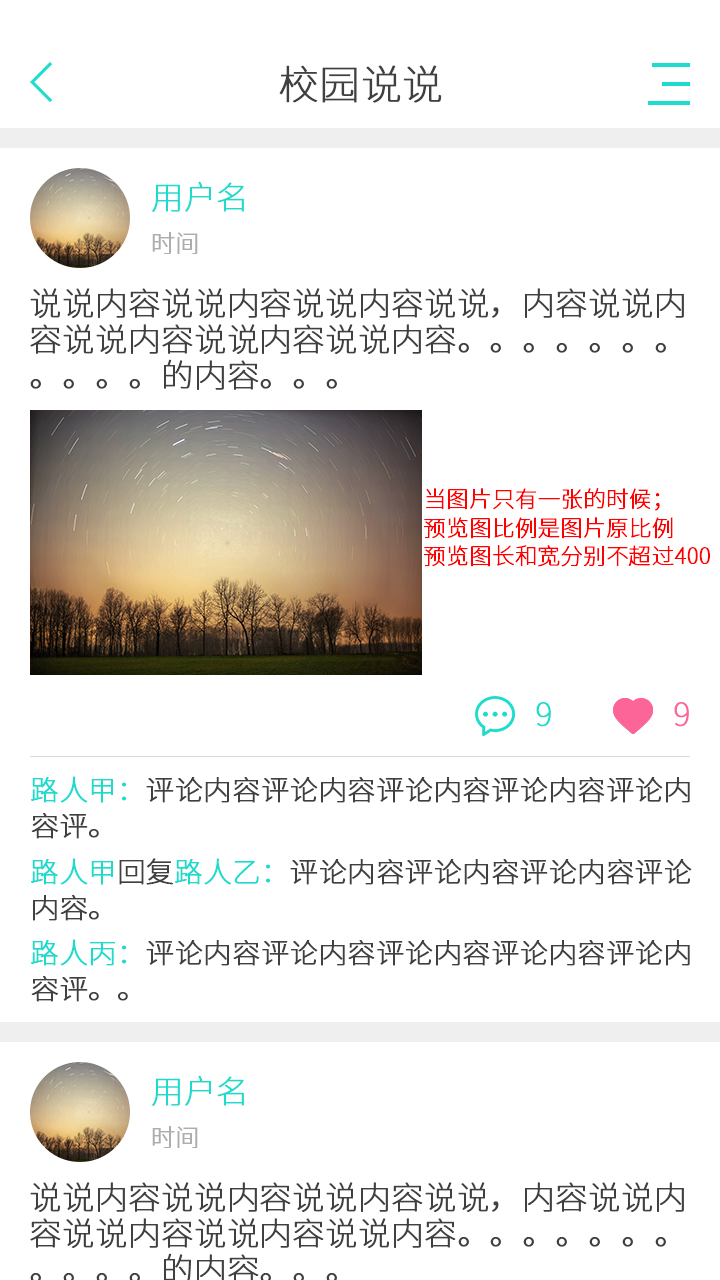 校园说说
用户名
时间
说说内容说说内容说说内容说说，内容说说内
容说说内容说说内容说说内容。。。。。。。
。。。。的内容。。。
当图片只有一张的时候；
预览图比例是图片原比例
预览图长和宽分别不超过400
9
9
路人甲：评论内容评论内容评论内容评论内容评论内
容评。
路人甲回复路人乙：评论内容评论内容评论内容评论
内容。
路人丙：评论内容评论内容评论内容评论内容评论内
容评。。
用户名
时间
说说内容说说内容说说内容说说，内容说说内
容说说内容说说内容说说内容。。。。。。。
。。。。的内容。。。